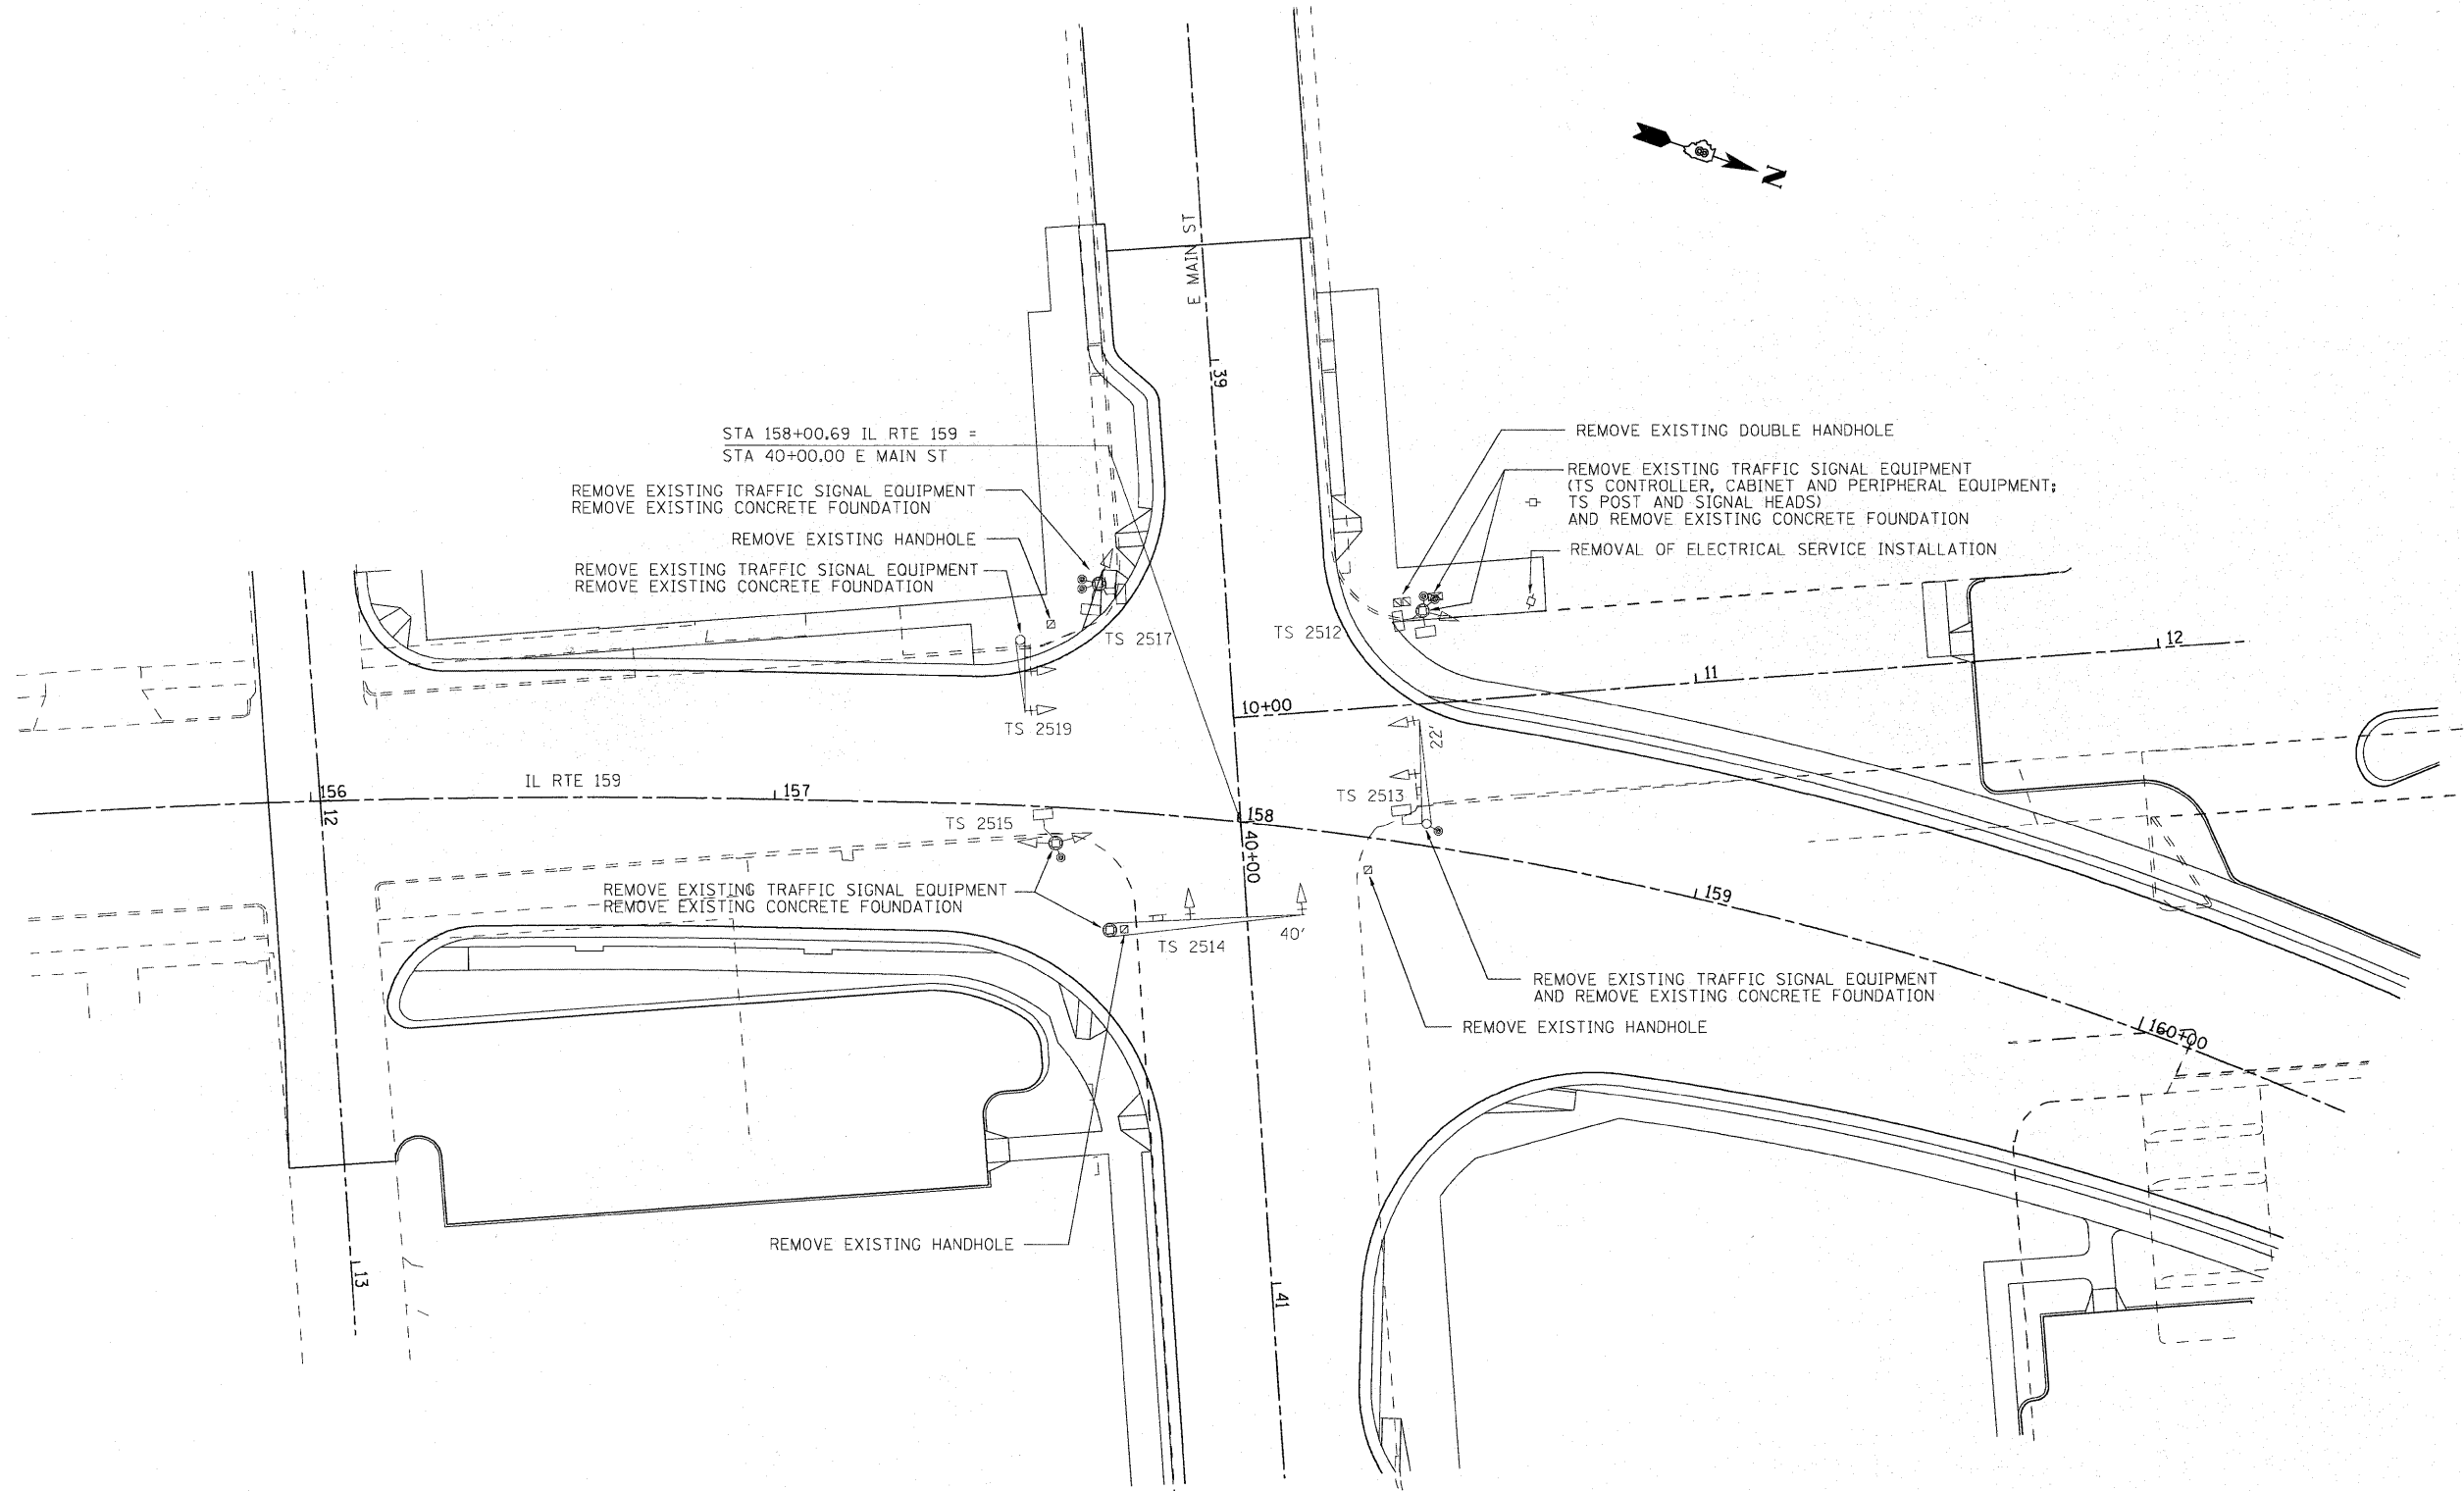 N
E MAIN ST
39
STA 158+00.69 IL RTE 159 =
STA 40+00.00 E MAIN ST
REMOVE EXISTING TRAFFIC SIGNAL EQUIPMENT
REMOVE EXISTING CONCRETE FOUNDATION
REMOVE EXISTING HANDHOLE
REMOVE EXISTING TRAFFIC SIGNAL EQUIPMENT
REMOVE EXISTING CONCRETE FOUNDATION
REMOVE EXISTING DOUBLE HANDHOLE
REMOVE EXISTING TRAFFIC SIGNAL EQUIPMENT
(TS CONTROLLER, CABINET AND PERIPHERAL EQUIPMENT;
TS POST AND SIGNAL HEADS)
AND REMOVE EXISTING CONCRETE FOUNDATION
REMOVAL OF ELECTRICAL SERVICE INSTALLATION
TS 2517
TS 2512
TS 2519
10+00
11
12
22'
IL RTE 159
156
12
157
TS 2515
TS 2513
158
40+00
159
160+00
REMOVE EXISTING TRAFFIC SIGNAL EQUIPMENT
REMOVE EXISTING CONCRETE FOUNDATION
TS 2514
40'
REMOVE EXISTING TRAFFIC SIGNAL EQUIPMENT
AND REMOVE EXISTING CONCRETE FOUNDATION
REMOVE EXISTING HANDHOLE
REMOVE EXISTING HANDHOLE
13
41